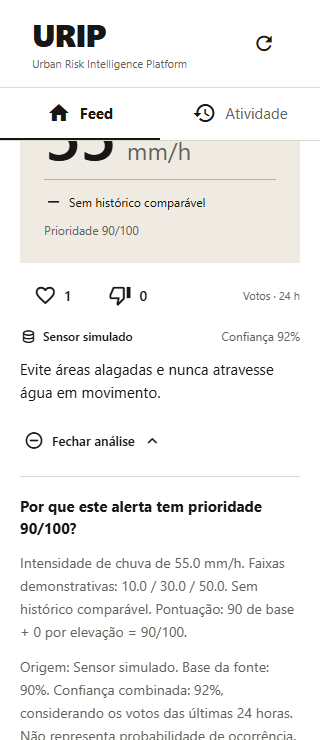 URIP
Urban Risk Intelligence Platform
Feed
Atividade
55 mm/h
Sem histórico comparável
Prioridade 90/100
1
0
Votos · 24 h
Sensor simulado
Confiança 92%
Evite áreas alagadas e nunca atravesse
água em movimento.
Fechar análise
Por que este alerta tem prioridade
90/100?
Intensidade de chuva de 55.0 mm/h. Faixas
demonstrativas: 10.0 / 30.0 / 50.0. Sem
histórico comparável. Pontuação: 90 de base
+ 0 por elevação = 90/100.
Origem: Sensor simulado. Base da fonte:
90%. Confiança combinada: 92%,
considerando os votos das últimas 24 horas.
Não representa probabilidade de ocorrência.